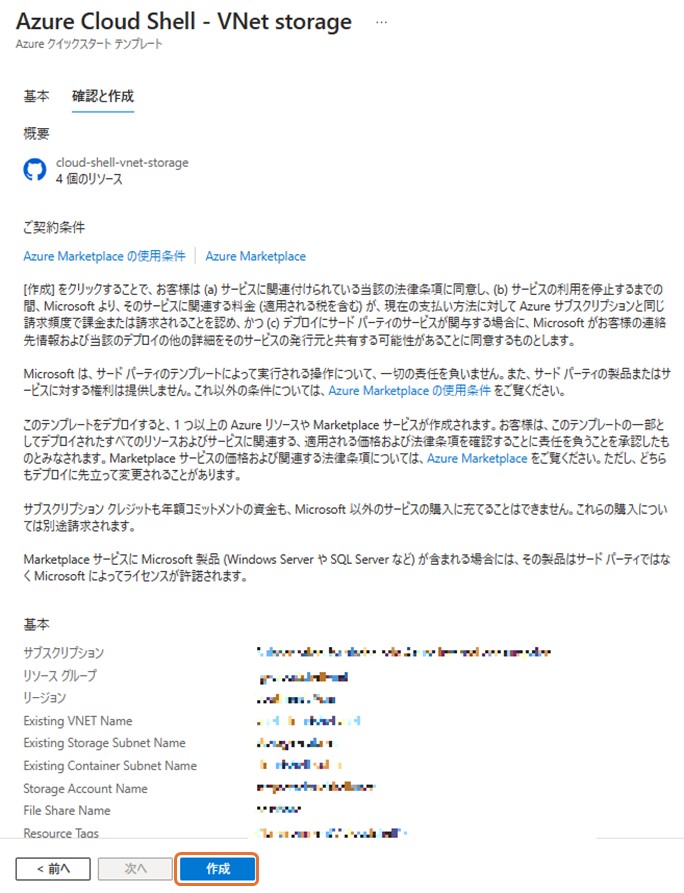 Azure Cloud Shell - VNet storage ...
Azure クイックスタート テンプレート
基本 確認と作成
概要
cloud-shell-vnet-storage
4 個のリソース
ご契約条件
Azure Marketplace の使用条件 Azure Marketplace
[作成] をクリックすることで、お客様は (a) サービスに関連付けられている当該の法律条項に同意し、(b) サービスの利用を停止するまでの
間、Microsoft より、そのサービスに関連する料金 (適用される税を含む) が、現在の支払い方法に対して Azure サブスクリプションと同じ
請求頻度で課金または請求されることを認め、かつ (c) デプロイにサード パーティのサービスが関与する場合に、Microsoft がお客様の連絡
先情報および当該のデプロイの他の詳細をそのサービスの発行元と共有する可能性があることに同意するものとします。
Microsoft は、サード パーティのテンプレートによって実行される操作について、一切の責任を負いません。また、サード パーティの製品またはサ
ービスに対する権利は提供しません。これ以外の条件については、Azure Marketplace の使用条件 をご覧ください。
このテンプレートをデプロイすると、1 つ以上の Azure リソースや Marketplace サービスが作成されます。お客様は、このテンプレートの一部と
してデプロイされたすべてのリソースおよびサービスに関連する、適用される価格および法律条項を確認することに責任を負うことを承認したも
のとみなされます。Marketplace サービスの価格および関連する法律条項については、Azure Marketplace をご覧ください。ただし、どちら
もデプロイに先立って変更されることがあります。
サブスクリプション クレジットも年額コミットメントの資金も、Microsoft 以外のサービスの購入に充てることはできません。これらの購入につい
ては別途請求されます。
Marketplace サービスに Microsoft 製品 (Windows Server や SQL Server など) が含まれる場合には、その製品はサード パーティではな
く Microsoft によってライセンスが許諾されます。
基本
サブスクリプション
リソース グループ
リージョン
Existing VNET Name
Existing Storage Subnet Name
Existing Container Subnet Name
Storage Account Name
File Share Name
Resource Tags
< 前へ 次へ 作成